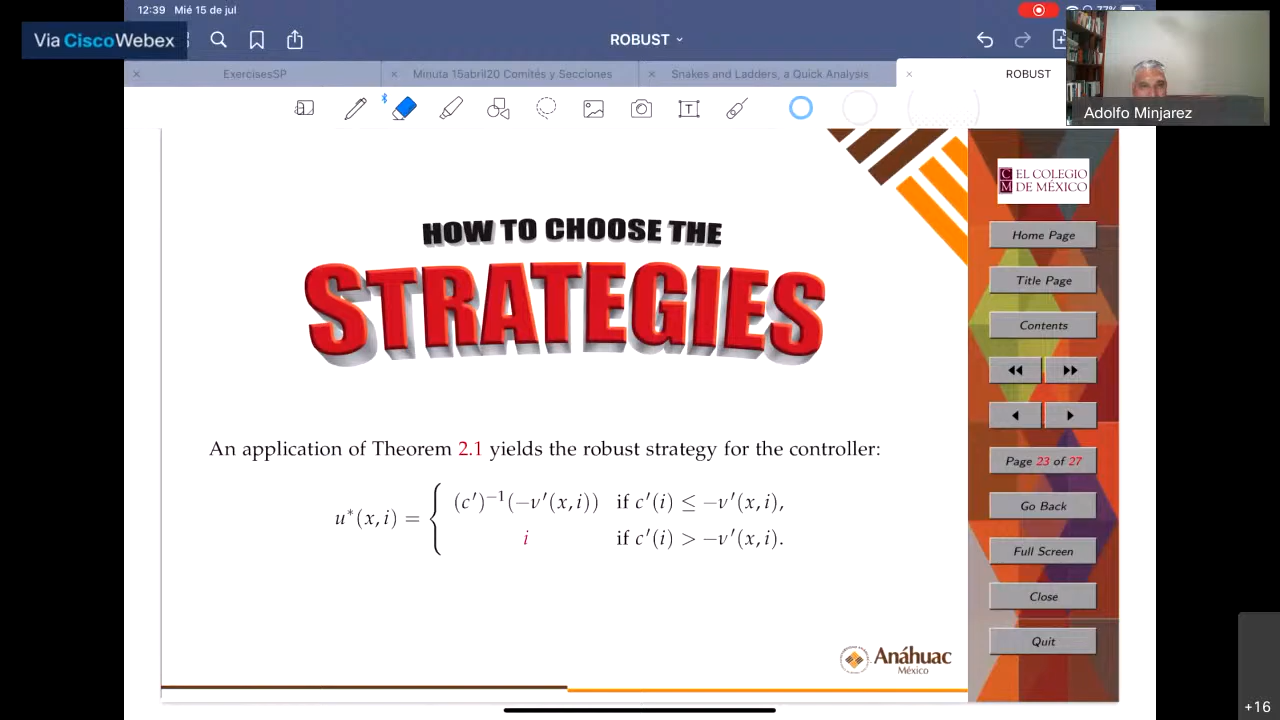 12:39 Mié 15 de jul
77%
Via CiscoWebex
ROBUST
ExercisesSP
Minuta 15abril20 Comités y Secciones
Snakes and Ladders, a Quick Analysis
ROBUST
T
Adolfo Minjarez
HOW TO CHOOSE THE
STRATEGIES
An application of Theorem 2.1 yields the robust strategy for the controller:
u*(x, i) = { (c′)⁻¹(−ν′(x, i)) if c′(i) ≤ −ν′(x, i),
i if c′(i) > −ν′(x, i).
Anáhuac
México
CM EL COLEGIO
DE MÉXICO
Home Page
Title Page
Contents
Page 23 of 27
Go Back
Full Screen
Close
Quit
+16